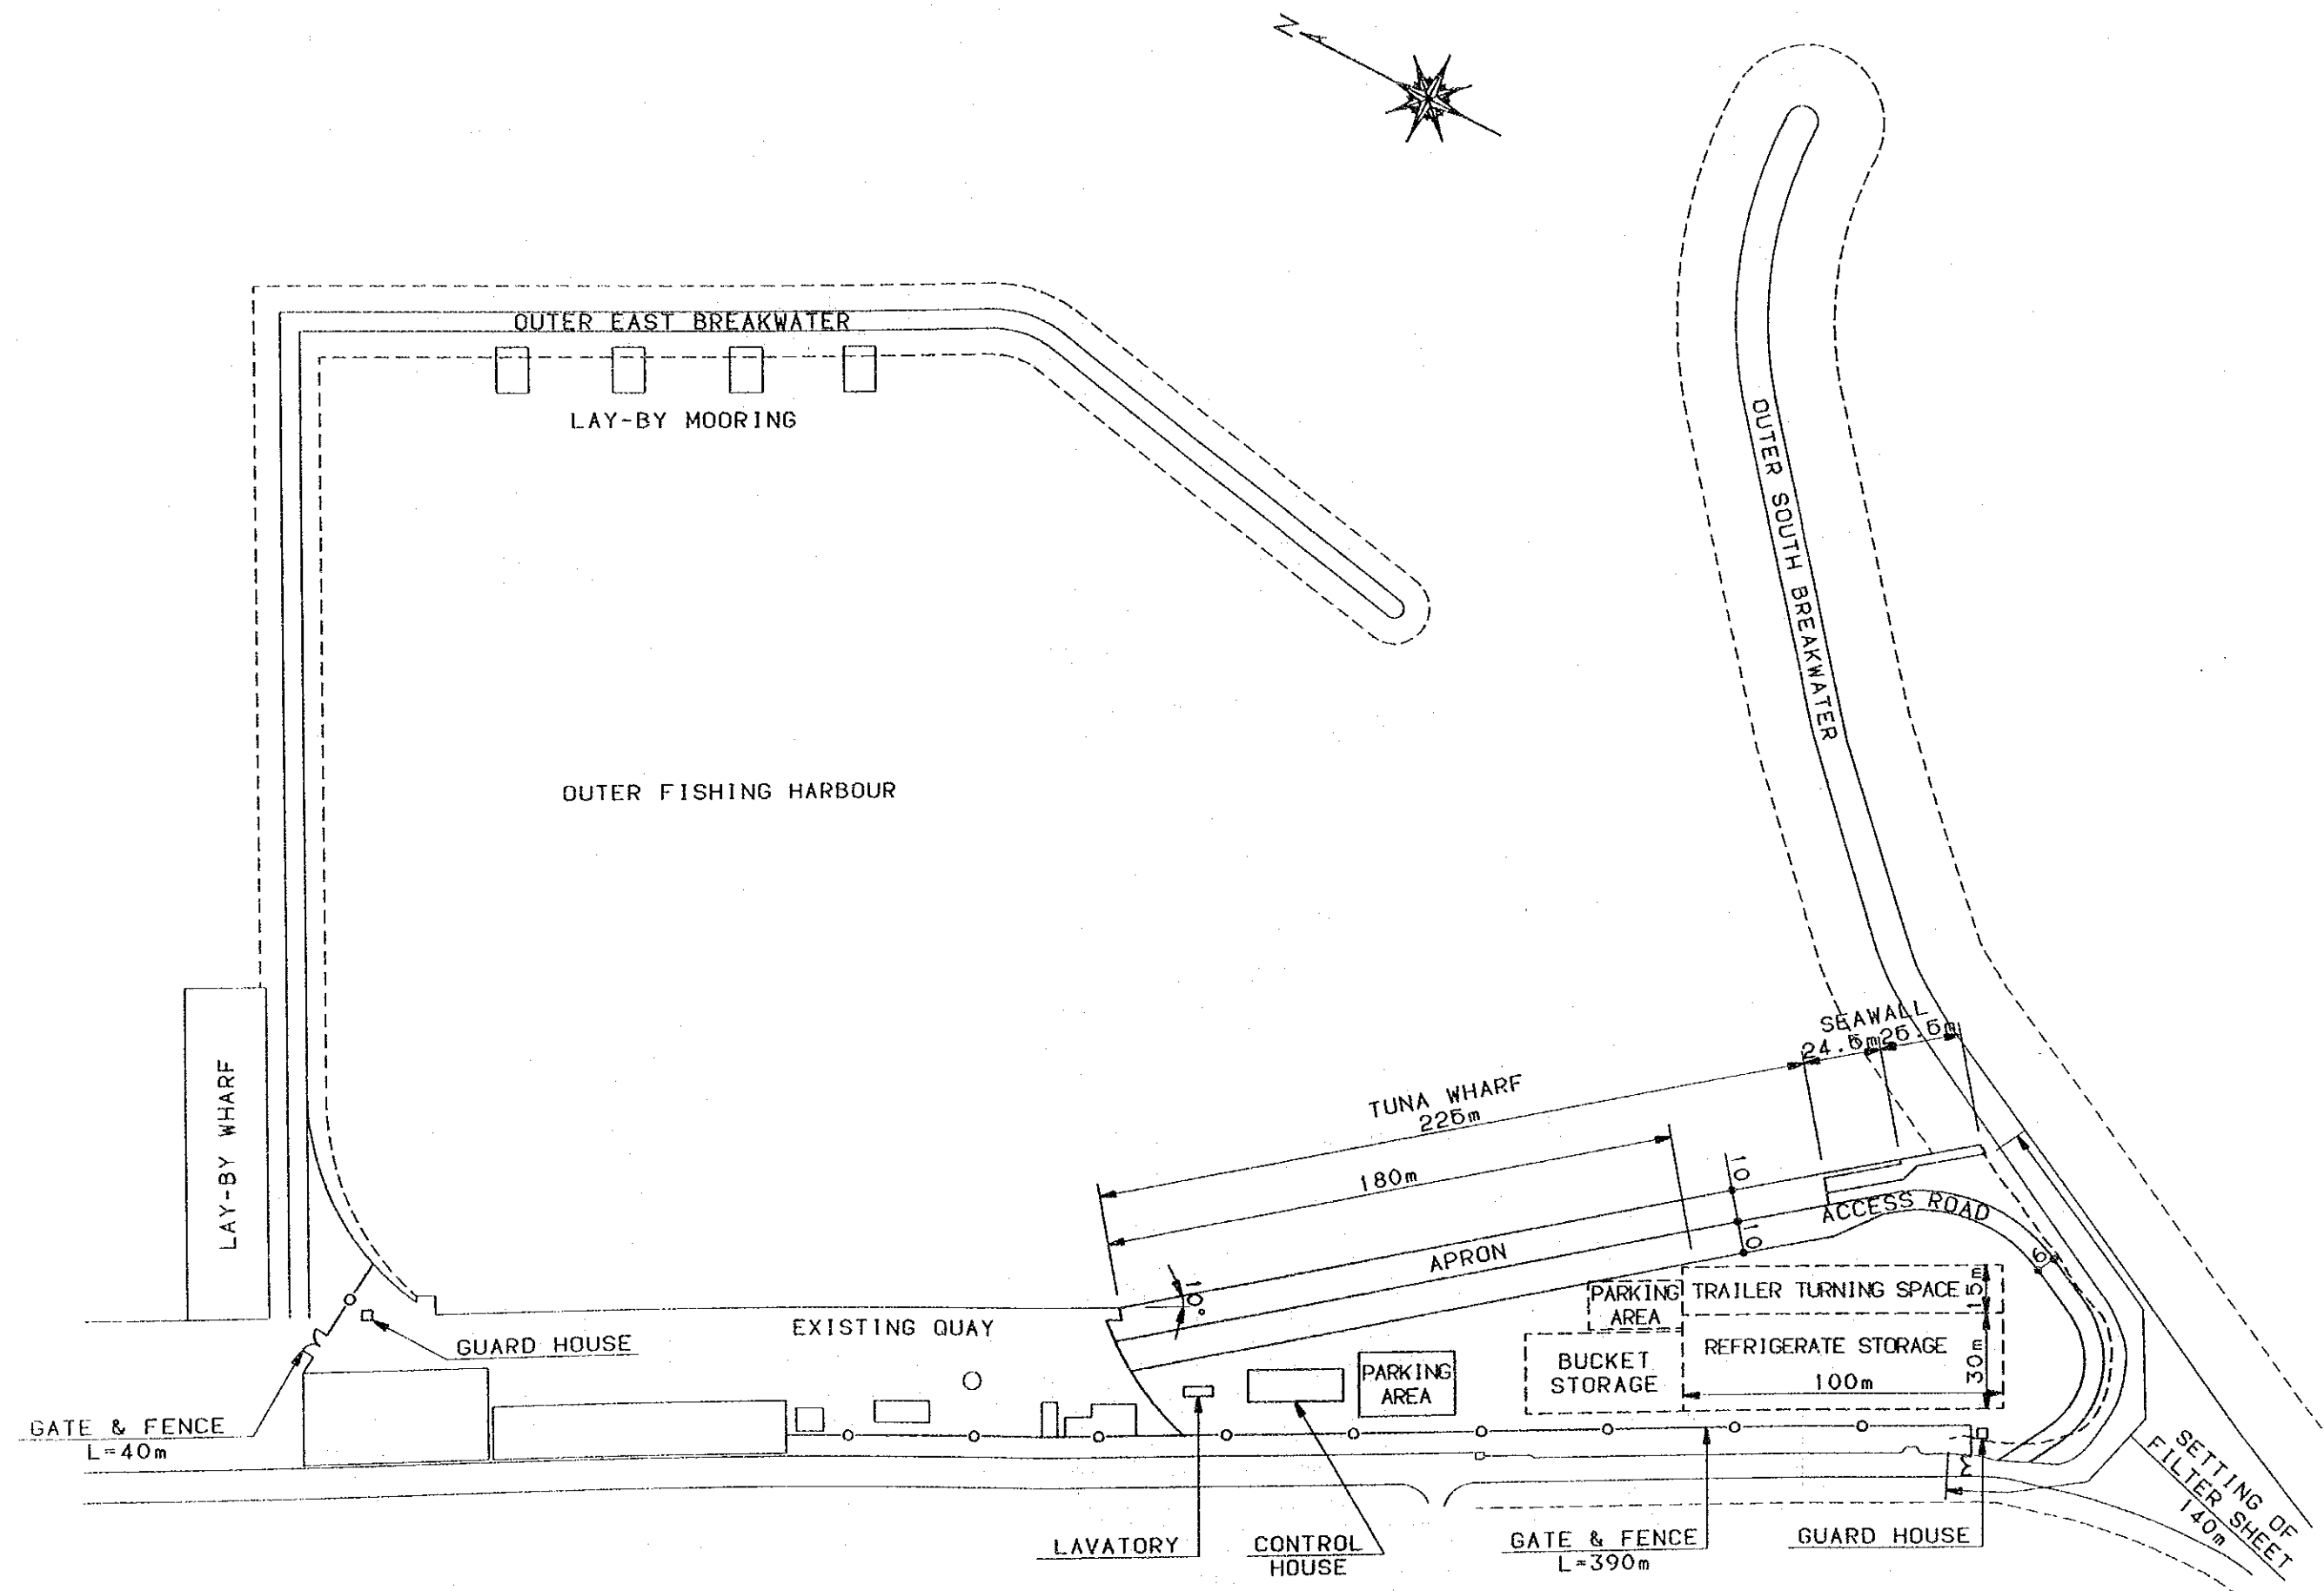 N
OUTER EAST BREAKWATER
LAY-BY MOORING
OUTER SOUTH BREAKWATER
OUTER FISHING HARBOUR
LAY-BY WHARF
SEAWALL
24.5m
25.5m
TUNA WHARF
225m
180m
10
10
ACCESS ROAD
APRON
10°
6
EXISTING QUAY
GUARD HOUSE
PARKING
AREA
TRAILER TURNING SPACE
15m
REFRIGERATE STORAGE
30m
100m
BUCKET
STORAGE
PARKING
AREA
GATE & FENCE
L=40m
LAVATORY
CONTROL
HOUSE
GATE & FENCE
L=390m
GUARD HOUSE
SETTING OF
FILTER SHEET
140m